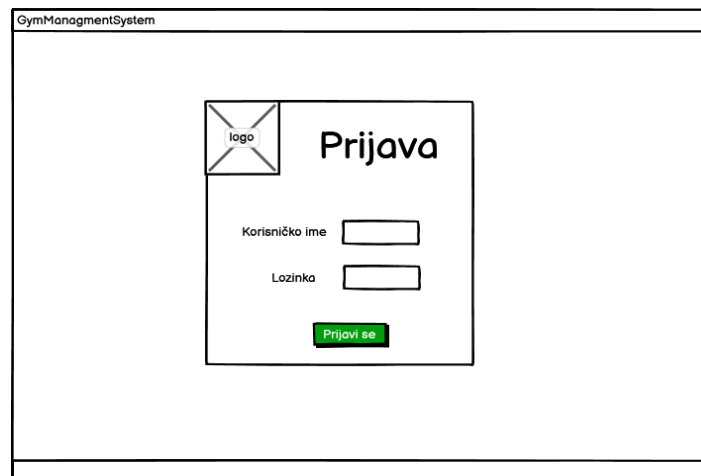 GymManagmentSystem
logo
Prijava
Korisničko ime
Lozinka
Prijavi se